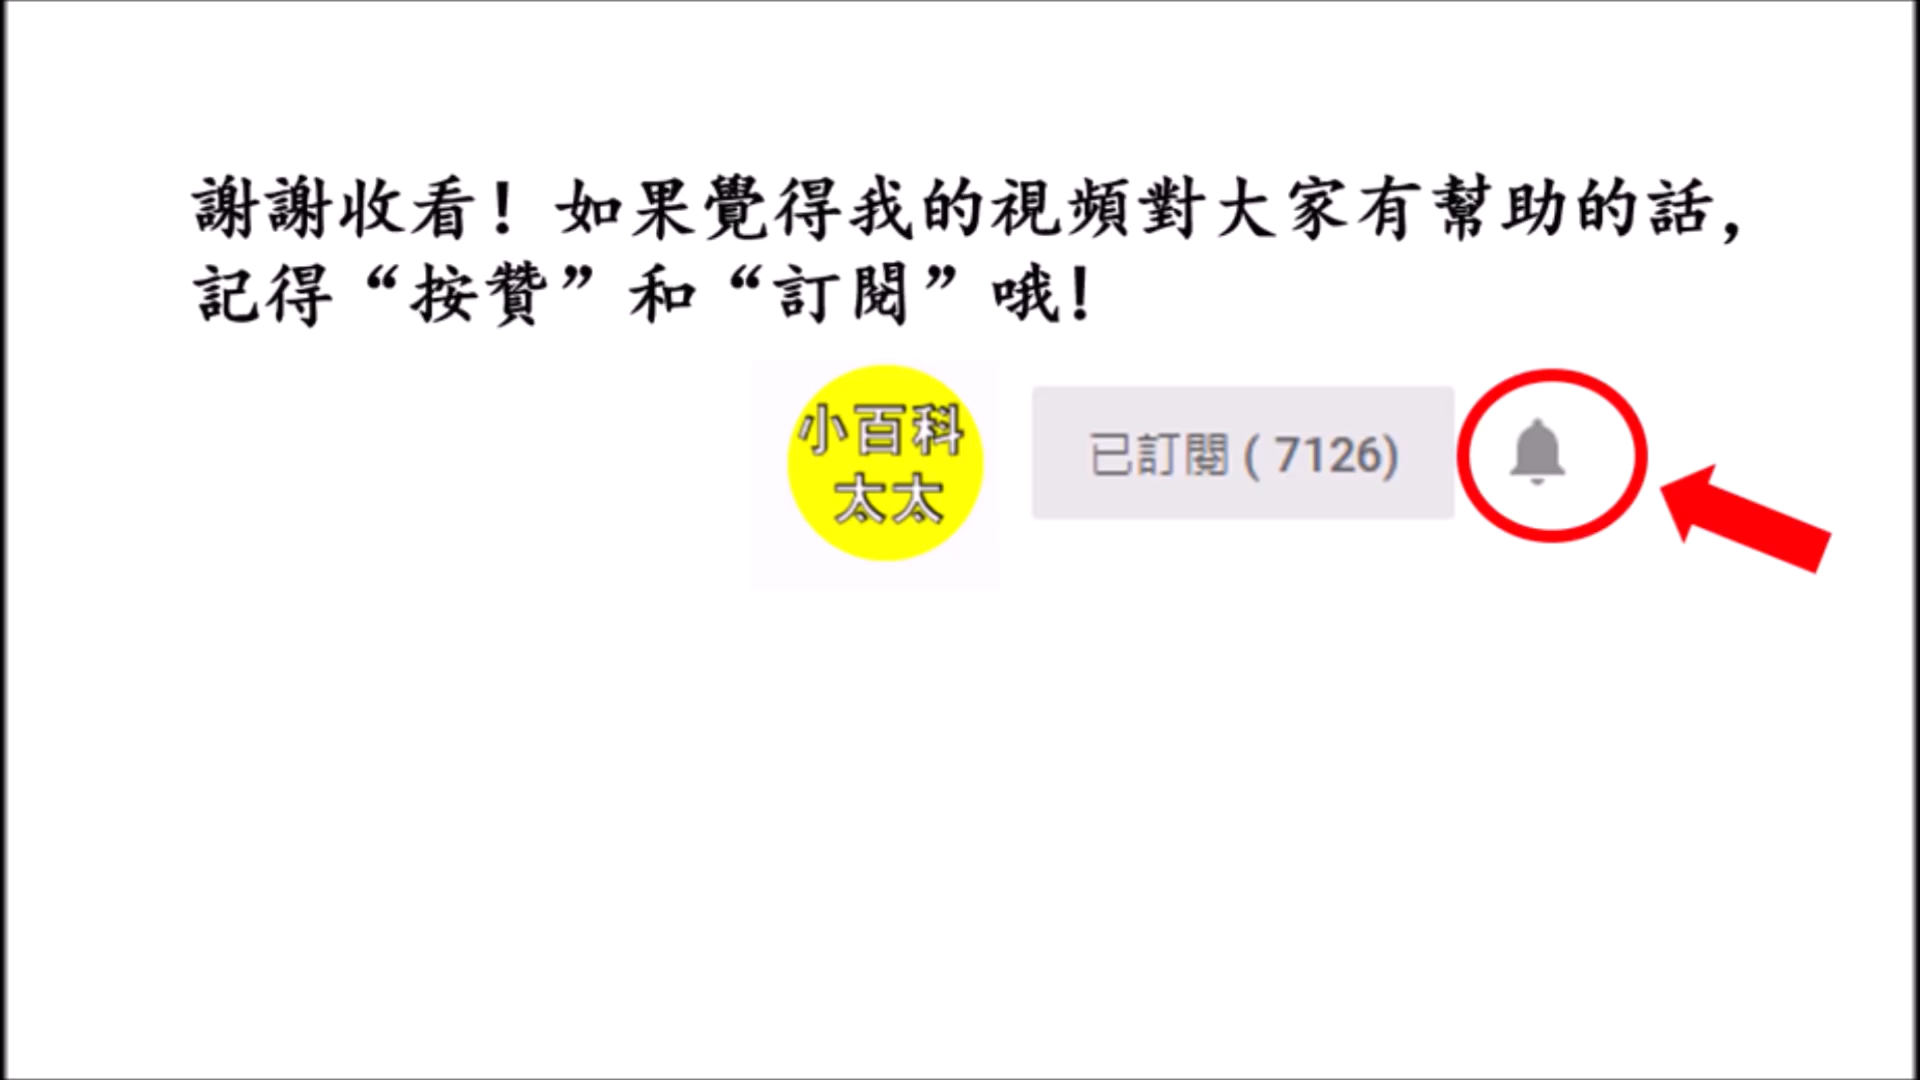 謝謝收看！如果覺得我的視頻對大家有幫助的話，
記得“按贊”和“訂閱”哦！
小百科
太太
已訂閱 ( 7126)